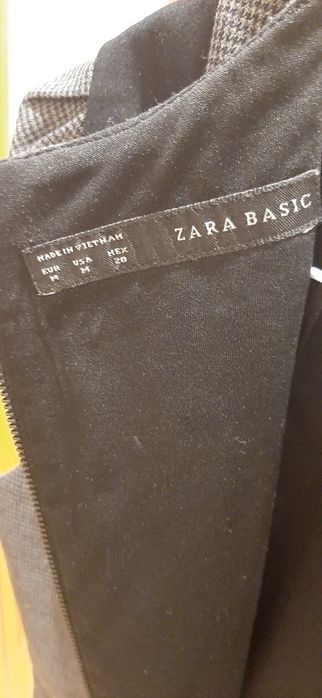 ZARA BASIC
MADE IN VIETNAM
EUR USA MEX
M M 28